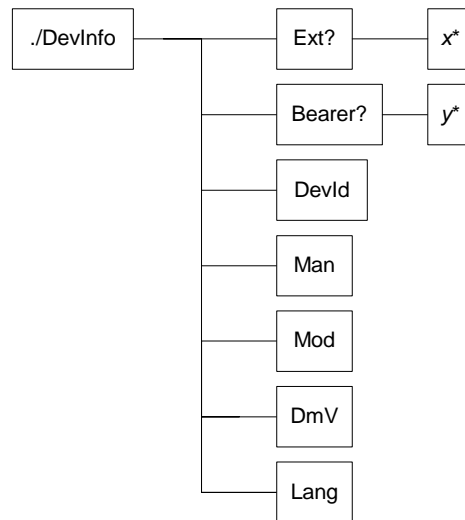 ./DevInfo
Ext?
x*
Bearer?
y*
DevId
Man
Mod
DmV
Lang